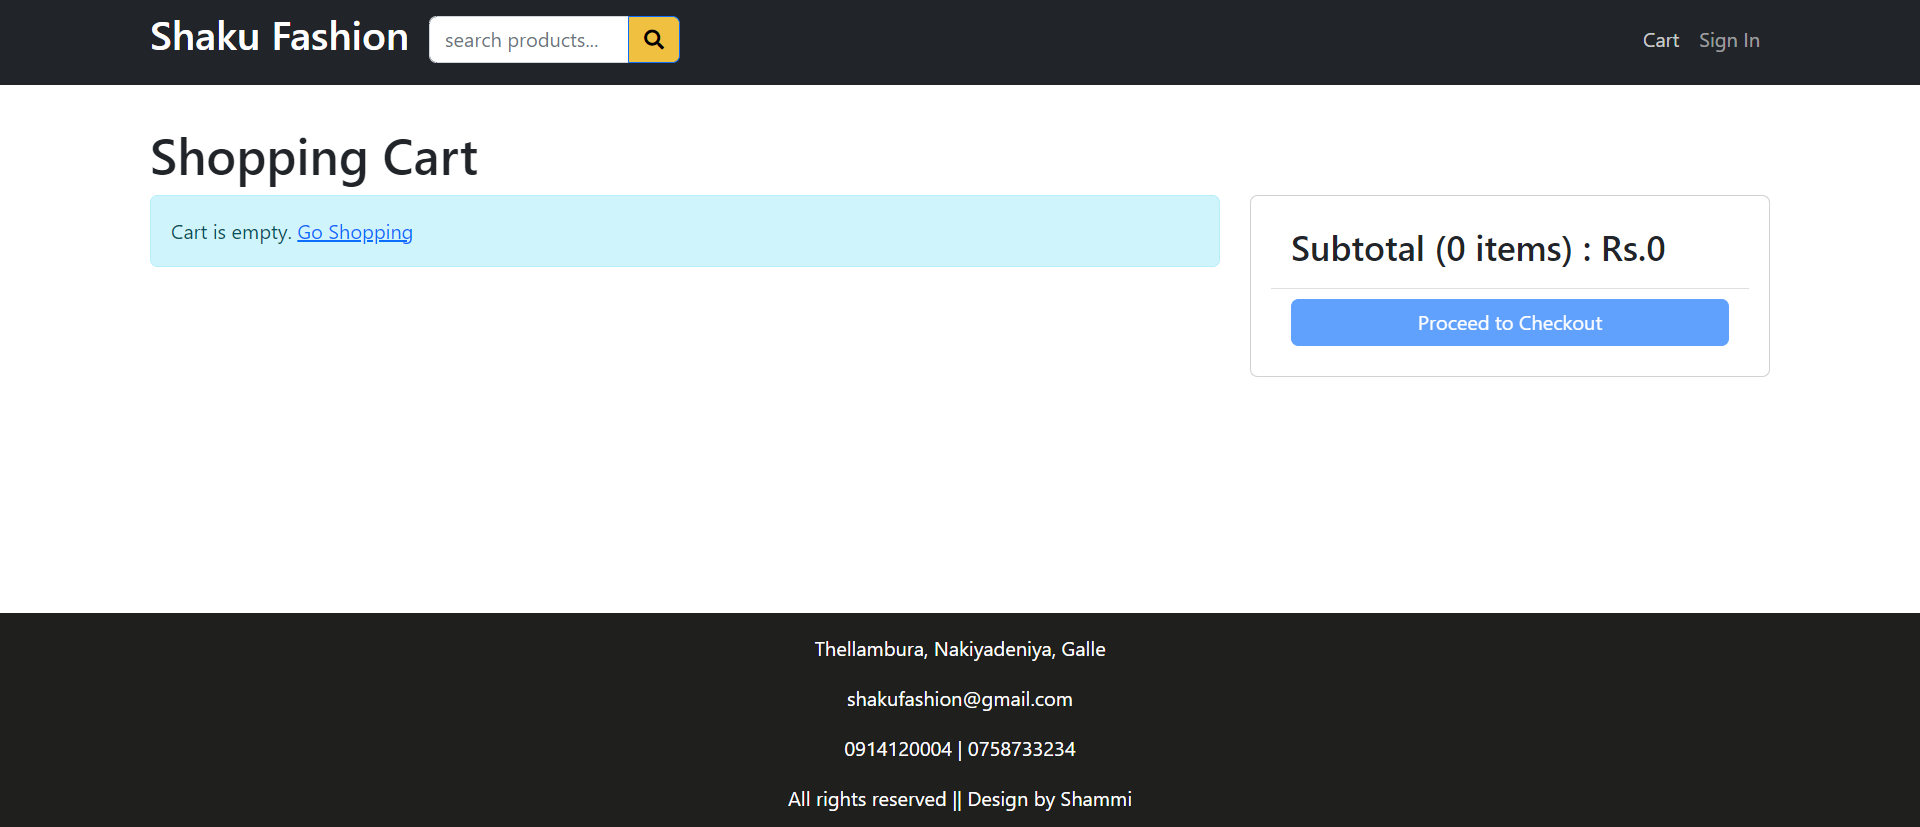 Shaku Fashion
search products...
Cart
Sign In
Shopping Cart
Cart is empty. Go Shopping
Subtotal (0 items) : Rs.0
Proceed to Checkout
Thellambura, Nakiyadeniya, Galle
shakufashion@gmail.com
0914120004 | 0758733234
All rights reserved || Design by Shammi